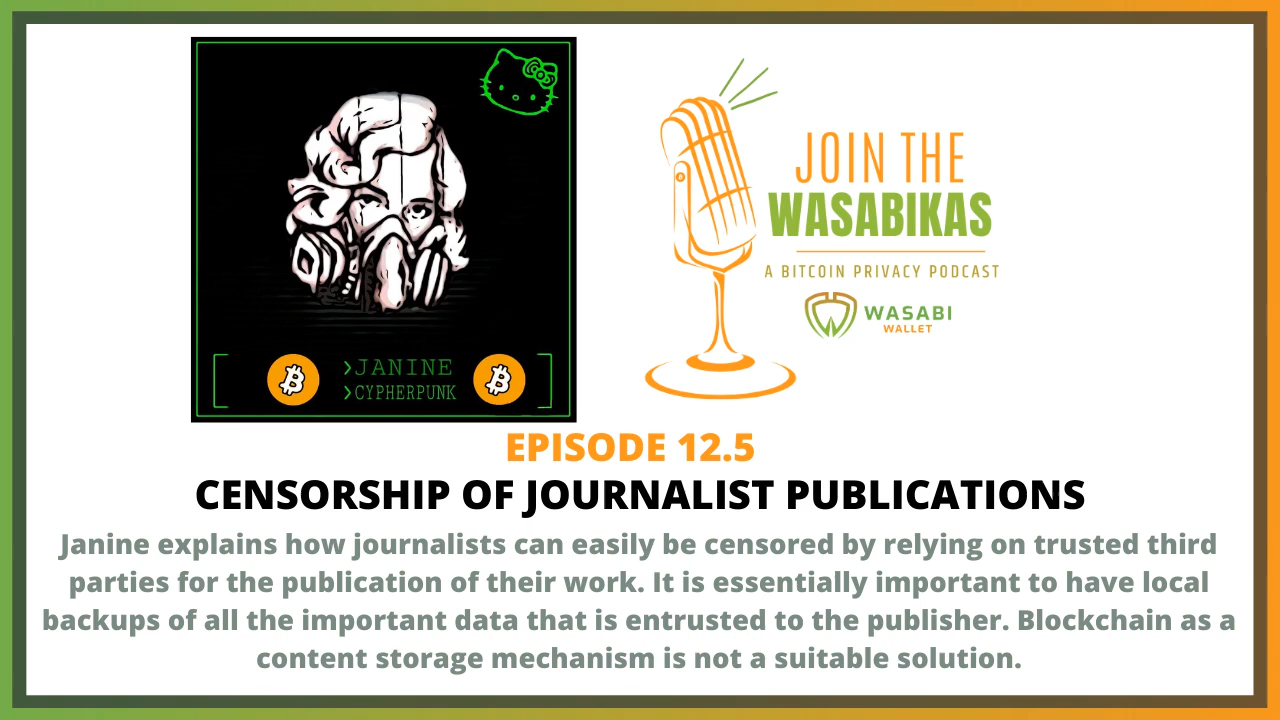 >JANINE
>CYPHERPUNK
JOIN THE
WASABIKAS
A BITCOIN PRIVACY PODCAST
WASABI
WALLET
EPISODE 12.5
CENSORSHIP OF JOURNALIST PUBLICATIONS
Janine explains how journalists can easily be censored by relying on trusted third
parties for the publication of their work. It is essentially important to have local
backups of all the important data that is entrusted to the publisher. Blockchain as a
content storage mechanism is not a suitable solution.